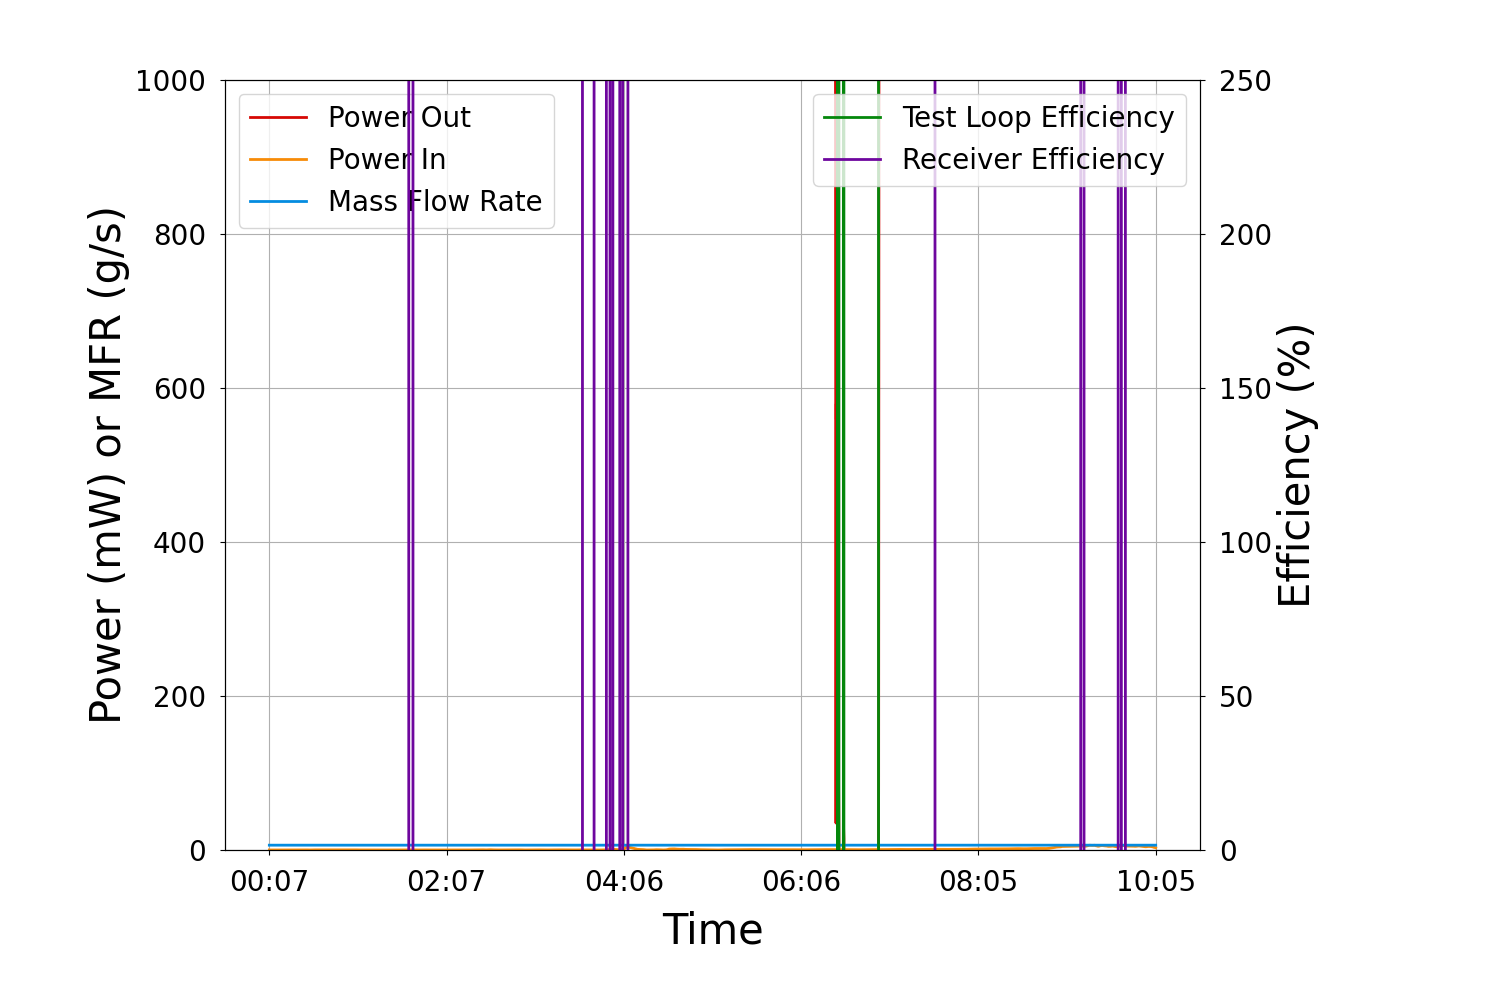 1000
800
600
400
200
0
Power (mW) or MFR (g/s)
Power Out
Power In
Mass Flow Rate
Test Loop Efficiency
Receiver Efficiency
250
200
150
100
50
0
Efficiency (%)
00:07 02:07 04:06 06:06 08:05 10:05
Time